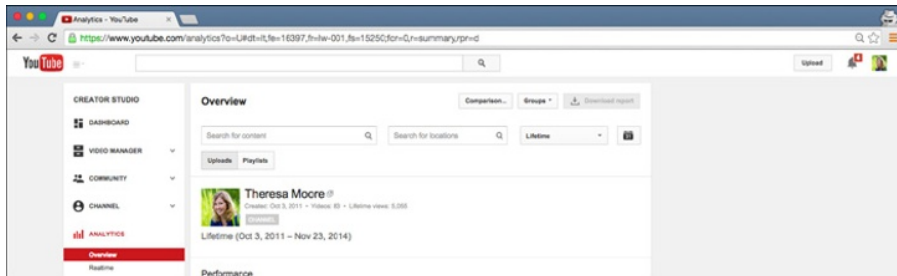 Analytics - YouTube
https://www.youtube.com/analytics?o=U#dt=lt,fe=16397,fr=lw-001,fs=15250;fcr=0,r=summary,rpr=d
YouTube
Upload
CREATOR STUDIO
DASHBOARD
VIDEO MANAGER
COMMUNITY
CHANNEL
ANALYTICS
Overview
Realtime
Overview
Comparison...
Groups
Download report
Search for content
Search for locations
Lifetime
Uploads
Playlists
Theresa Moore
Created: Oct 3, 2011 • Videos: 83 • Lifetime views: 5,055
CHANNEL
Lifetime (Oct 3, 2011 – Nov 23, 2014)
Performance